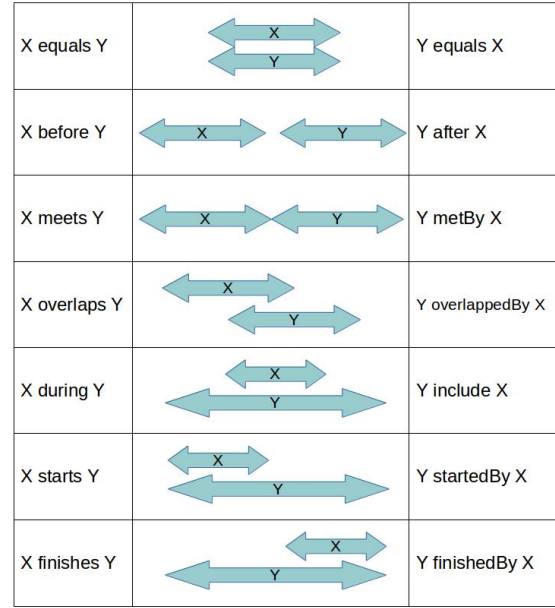 X equals Y
X
Y
Y equals X
X before Y
X
Y
Y after X
X meets Y
X
Y
Y metBy X
X overlaps Y
X
Y
Y overlappedBy X
X during Y
X
Y
Y include X
X starts Y
X
Y
Y startedBy X
X finishes Y
X
Y
Y finishedBy X